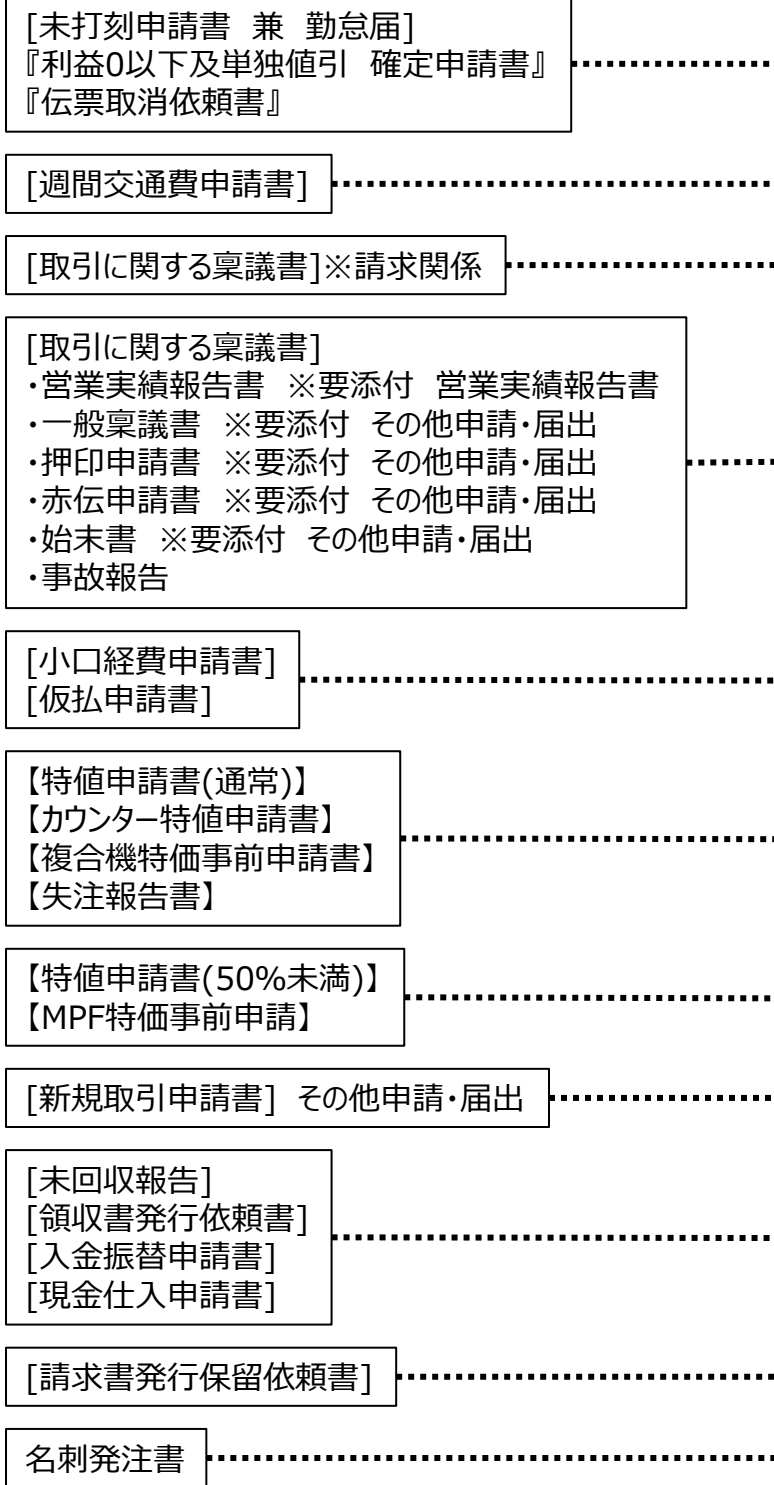 [未打刻申請書　兼　勤怠届]
『利益0以下及単独値引　確定申請書』
『伝票取消依頼書』
[週間交通費申請書]
[取引に関する稟議書]※請求関係
[取引に関する稟議書]
・営業実績報告書　※要添付　営業実績報告書
・一般稟議書　※要添付　その他申請・届出
・押印申請書　※要添付　その他申請・届出
・赤伝申請書　※要添付　その他申請・届出
・始末書　※要添付　その他申請・届出
・事故報告
[小口経費申請書]
[仮払申請書]
【特値申請書(通常)】
【カウンター特値申請書】
【複合機特価事前申請書】
【失注報告書】
【特値申請書(50%未満)】
【MPF特価事前申請】
[新規取引申請書]　その他申請・届出
[未回収報告]
[領収書発行依頼書]
[入金振替申請書]
[現金仕入申請書]
[請求書発行保留依頼書]
名刺発注書